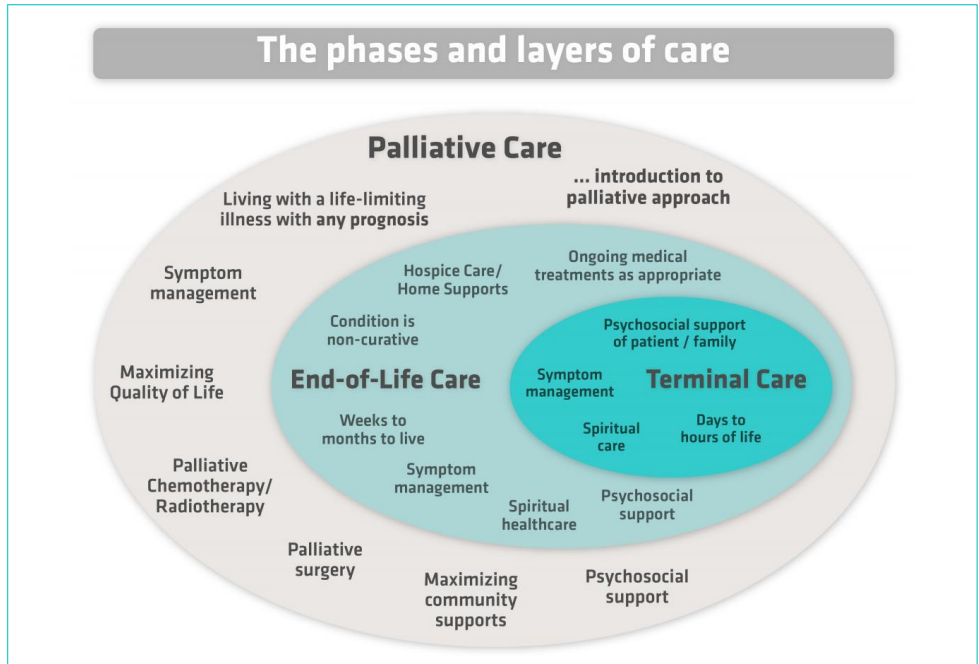 The phases and layers of care
Palliative Care
... introduction to
palliative approach
Living with a life-limiting
illness with any prognosis
Symptom
management
Maximizing
Quality of Life
Palliative
Chemotherapy/
Radiotherapy
Palliative
surgery
Maximizing
community
supports
Psychosocial
support
Hospice Care/
Home Supports
Ongoing medical
treatments as appropriate
Condition is
non-curative
End-of-Life Care
Weeks to
months to live
Symptom
management
Spiritual
healthcare
Psychosocial
support
Psychosocial support
of patient / family
Symptom
management
Terminal Care
Spiritual
care
Days to
hours of life